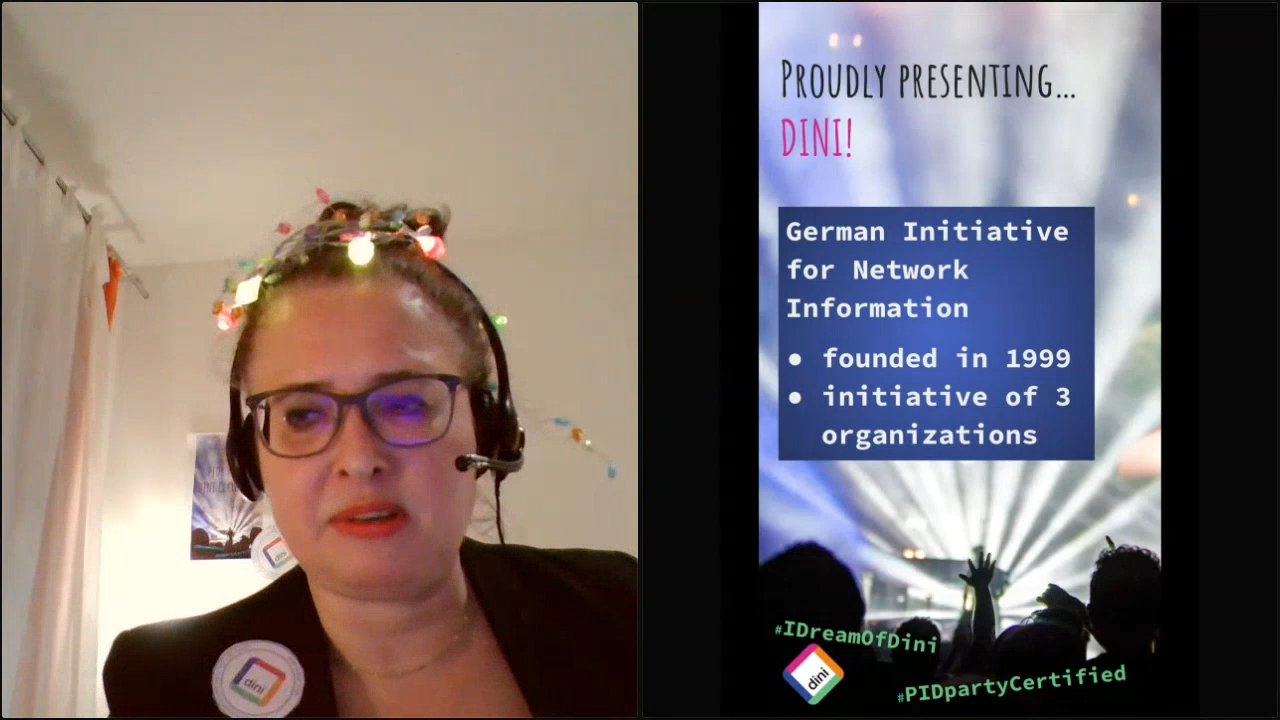 Proudly presenting...
DINI!
German Initiative
for Network
Information
● founded in 1999
● initiative of 3
organizations
#IDreamOfDini
dini
#PIDpartyCertified
dini
dini